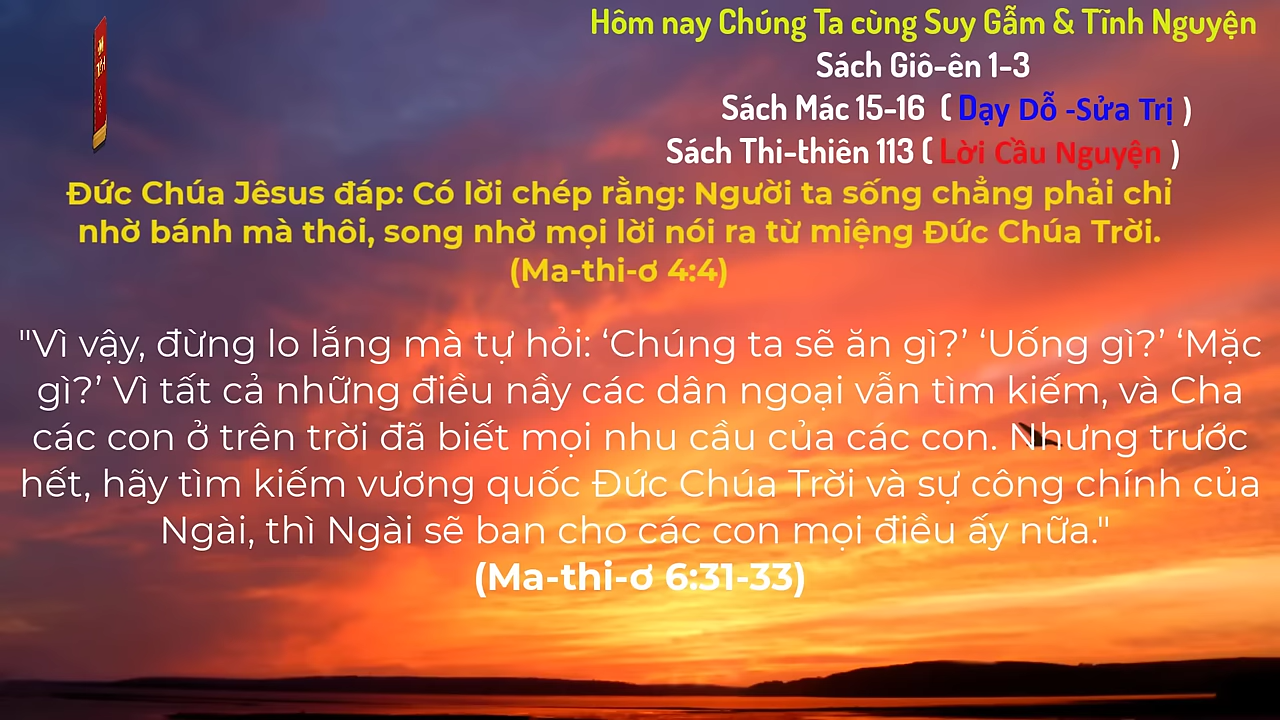 Hôm nay Chúng Ta cùng Suy Gẫm & Tĩnh Nguyện
Sách Giô-ên 1-3
Sách Mác 15-16 ( Dạy Dỗ -Sửa Trị )
Sách Thi-thiên 113 ( Lời Cầu Nguyện )
Đức Chúa Jêsus đáp: Có lời chép rằng: Người ta sống chẳng phải chỉ
nhờ bánh mà thôi, song nhờ mọi lời nói ra từ miệng Đức Chúa Trời.
(Ma-thi-ơ 4:4)
"Vì vậy, đừng lo lắng mà tự hỏi: ‘Chúng ta sẽ ăn gì?’ ‘Uống gì?’ ‘Mặc
gì?’ Vì tất cả những điều nầy các dân ngoại vẫn tìm kiếm, và Cha
các con ở trên trời đã biết mọi nhu cầu của các con. Nhưng trước
hết, hãy tìm kiếm vương quốc Đức Chúa Trời và sự công chính của
Ngài, thì Ngài sẽ ban cho các con mọi điều ấy nữa."
(Ma-thi-ơ 6:31-33)